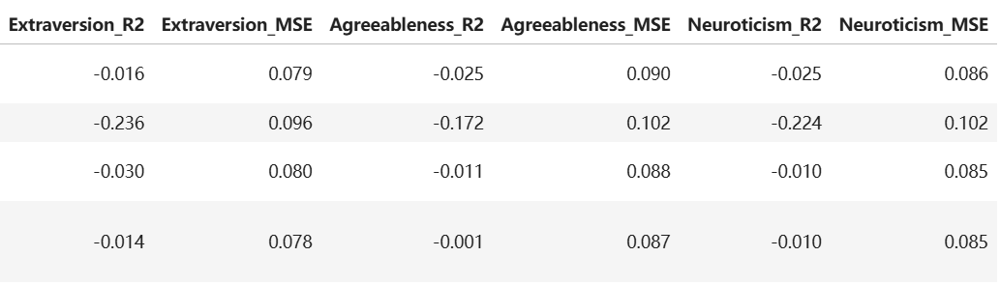 Extraversion_R2 Extraversion_MSE Agreeableness_R2 Agreeableness_MSE Neuroticism_R2 Neuroticism_MSE
-0.016 0.079 -0.025 0.090 -0.025 0.086
-0.236 0.096 -0.172 0.102 -0.224 0.102
-0.030 0.080 -0.011 0.088 -0.010 0.085
-0.014 0.078 -0.001 0.087 -0.010 0.085